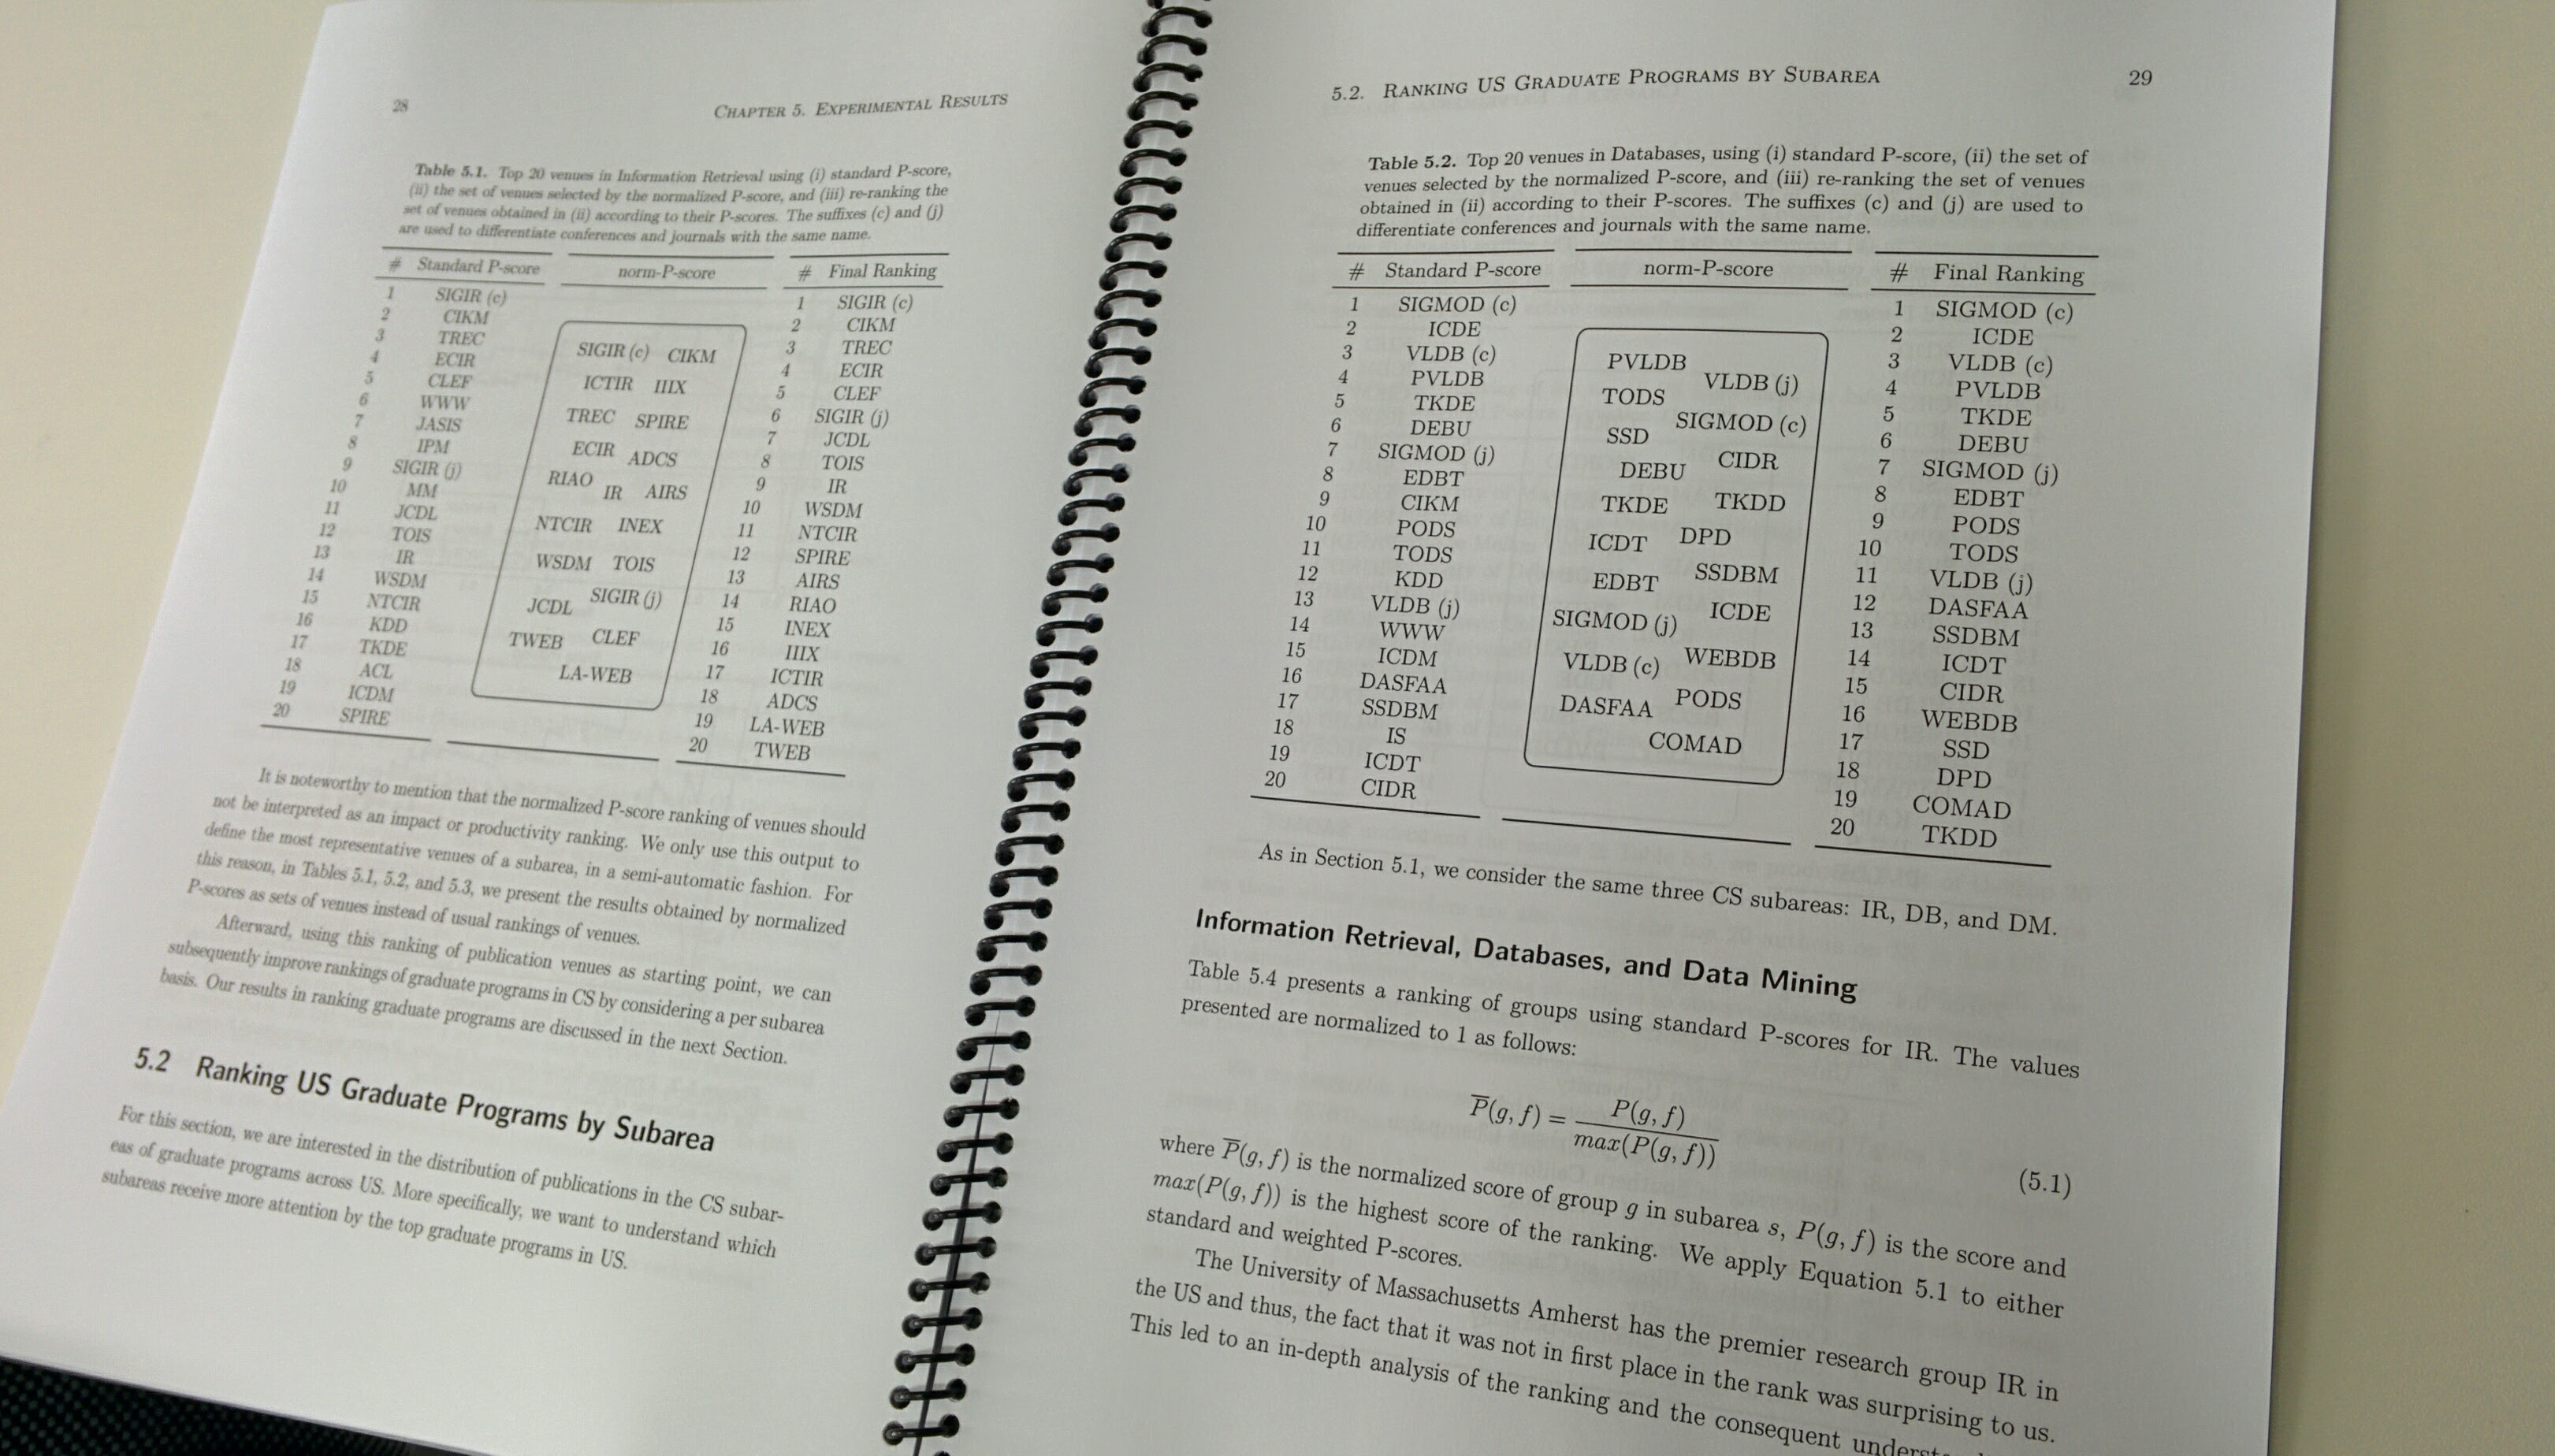 28
CHAPTER 5. EXPERIMENTAL RESULTS
Table 5.1. Top 20 venues in Information Retrieval using (i) standard P-score,
(ii) the set of venues selected by the normalized P-score, and (iii) re-ranking the
set of venues obtained in (ii) according to their P-scores. The suffixes (c) and (j)
are used to differentiate conferences and journals with the same name.
# Standard P-score
1 SIGIR (c)
2 CIKM
3 TREC
4 ECIR
5 CLEF
6 WWW
7 JASIS
8 IPM
9 SIGIR (j)
10 MM
11 JCDL
12 TOIS
13 IR
14 WSDM
15 NTCIR
16 KDD
17 TKDE
18 ACL
19 ICDM
20 SPIRE
norm-P-score
SIGIR (c) CIKM
ICTIR IIIX
TREC SPIRE
ECIR ADCS
RIAO IR AIRS
NTCIR INEX
WSDM TOIS
JCDL SIGIR (j)
TWEB CLEF
LA-WEB
# Final Ranking
1 SIGIR (c)
2 CIKM
3 TREC
4 ECIR
5 CLEF
6 SIGIR (j)
7 JCDL
8 TOIS
9 IR
10 WSDM
11 NTCIR
12 SPIRE
13 AIRS
14 RIAO
15 INEX
16 IIIX
17 ICTIR
18 ADCS
19 LA-WEB
20 TWEB
It is noteworthy to mention that the normalized P-score ranking of venues should
not be interpreted as an impact or productivity ranking. We only use this output to
define the most representative venues of a subarea, in a semi-automatic fashion. For
this reason, in Tables 5.1, 5.2, and 5.3, we present the results obtained by normalized
P-scores as sets of venues instead of usual rankings of venues.
Afterward, using this ranking of publication venues as starting point, we can
subsequently improve rankings of graduate programs in CS by considering a per subarea
basis. Our results in ranking graduate programs are discussed in the next Section.
5.2 Ranking US Graduate Programs by Subarea
For this section, we are interested in the distribution of publications in the CS subar-
eas of graduate programs across US. More specifically, we want to understand which
subareas receive more attention by the top graduate programs in US.
5.2. RANKING US GRADUATE PROGRAMS BY SUBAREA
29
Table 5.2. Top 20 venues in Databases, using (i) standard P-score, (ii) the set of
venues selected by the normalized P-score, and (iii) re-ranking the set of venues
obtained in (ii) according to their P-scores. The suffixes (c) and (j) are used to
differentiate conferences and journals with the same name.
# Standard P-score
1 SIGMOD (c)
2 ICDE
3 VLDB (c)
4 PVLDB
5 TKDE
6 DEBU
7 SIGMOD (j)
8 EDBT
9 CIKM
10 PODS
11 TODS
12 KDD
13 VLDB (j)
14 WWW
15 ICDM
16 DASFAA
17 SSDBM
18 IS
19 ICDT
20 CIDR
norm-P-score
PVLDB
VLDB (j)
TODS
SIGMOD (c)
SSD
CIDR
DEBU
TKDE TKDD
ICDT DPD
EDBT SSDBM
SIGMOD (j) ICDE
VLDB (c) WEBDB
DASFAA PODS
COMAD
# Final Ranking
1 SIGMOD (c)
2 ICDE
3 VLDB (c)
4 PVLDB
5 TKDE
6 DEBU
7 SIGMOD (j)
8 EDBT
9 PODS
10 TODS
11 VLDB (j)
12 DASFAA
13 SSDBM
14 ICDT
15 CIDR
16 WEBDB
17 SSD
18 DPD
19 COMAD
20 TKDD
As in Section 5.1, we consider the same three CS subareas: IR, DB, and DM.
Information Retrieval, Databases, and Data Mining
Table 5.4 presents a ranking of groups using standard P-scores for IR. The values
presented are normalized to 1 as follows:
P̅(g, f) = P(g, f) / max(P(g, f))
(5.1)
where P̅(g, f) is the normalized score of group g in subarea s, P(g, f) is the score and
max(P(g, f)) is the highest score of the ranking. We apply Equation 5.1 to either
standard and weighted P-scores.
The University of Massachusetts Amherst has the premier research group IR in
the US and thus, the fact that it was not in first place in the rank was surprising to us.
This led to an in-depth analysis of the ranking and the consequent